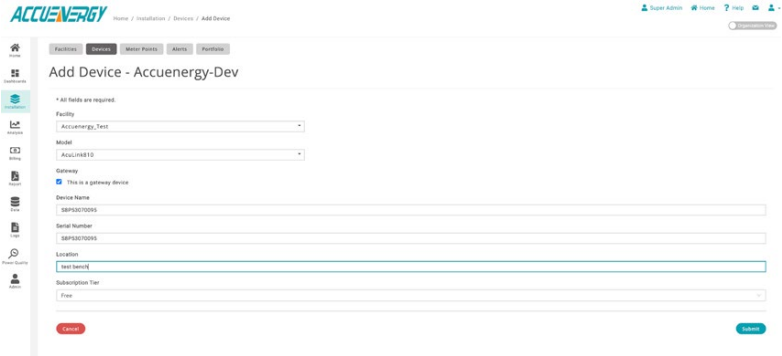 ACCUENERGY
Home / Installation / Devices / Add Device
Super Admin Home ? Help
Organization View
Facilities Devices Meter Points Alerts Portfolio
Home
Dashboards
Installation
Analysis
Billing
Report
Rate
Logs
Power Quality
Admin
Add Device - Accuenergy-Dev
* All fields are required.
Facility
Accuenergy_Test
Model
AcuLink810
Gateway
This is a gateway device
Device Name
SBPS3070095
Serial Number
SBPS3070095
Location
test bench
Subscription Tier
Free
Cancel
Submit